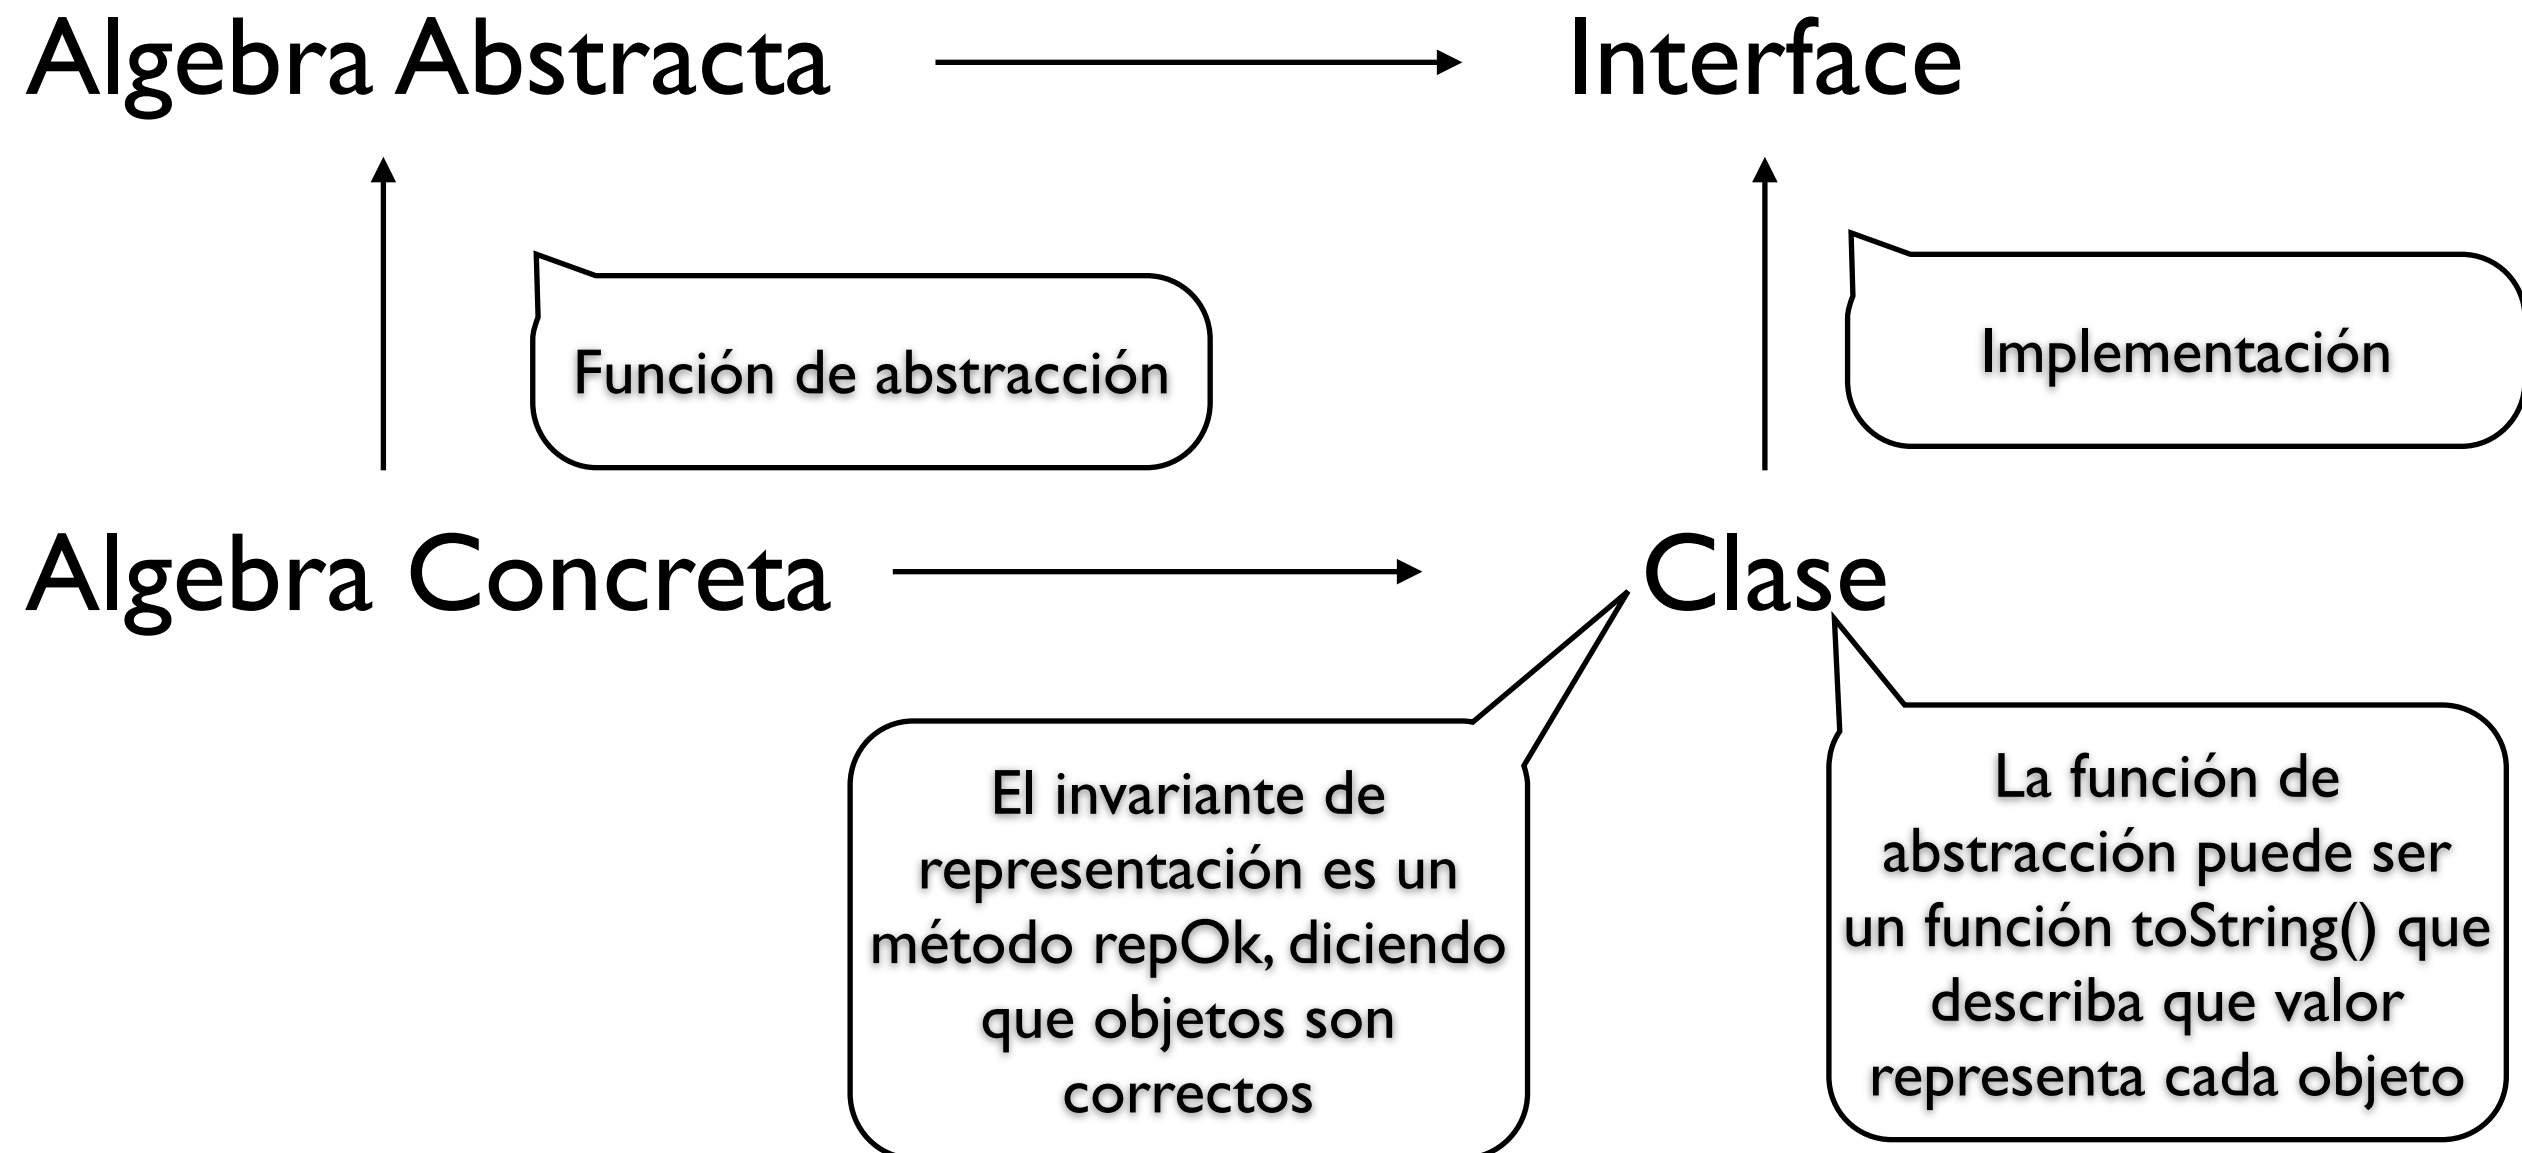 Algebra Abstracta
Interface
Función de abstracción
Implementación
Algebra Concreta
Clase
El invariante de
representación es un
método repOk, diciendo
que objetos son
correctos
La función de
abstracción puede ser
un función toString() que
describa que valor
representa cada objeto